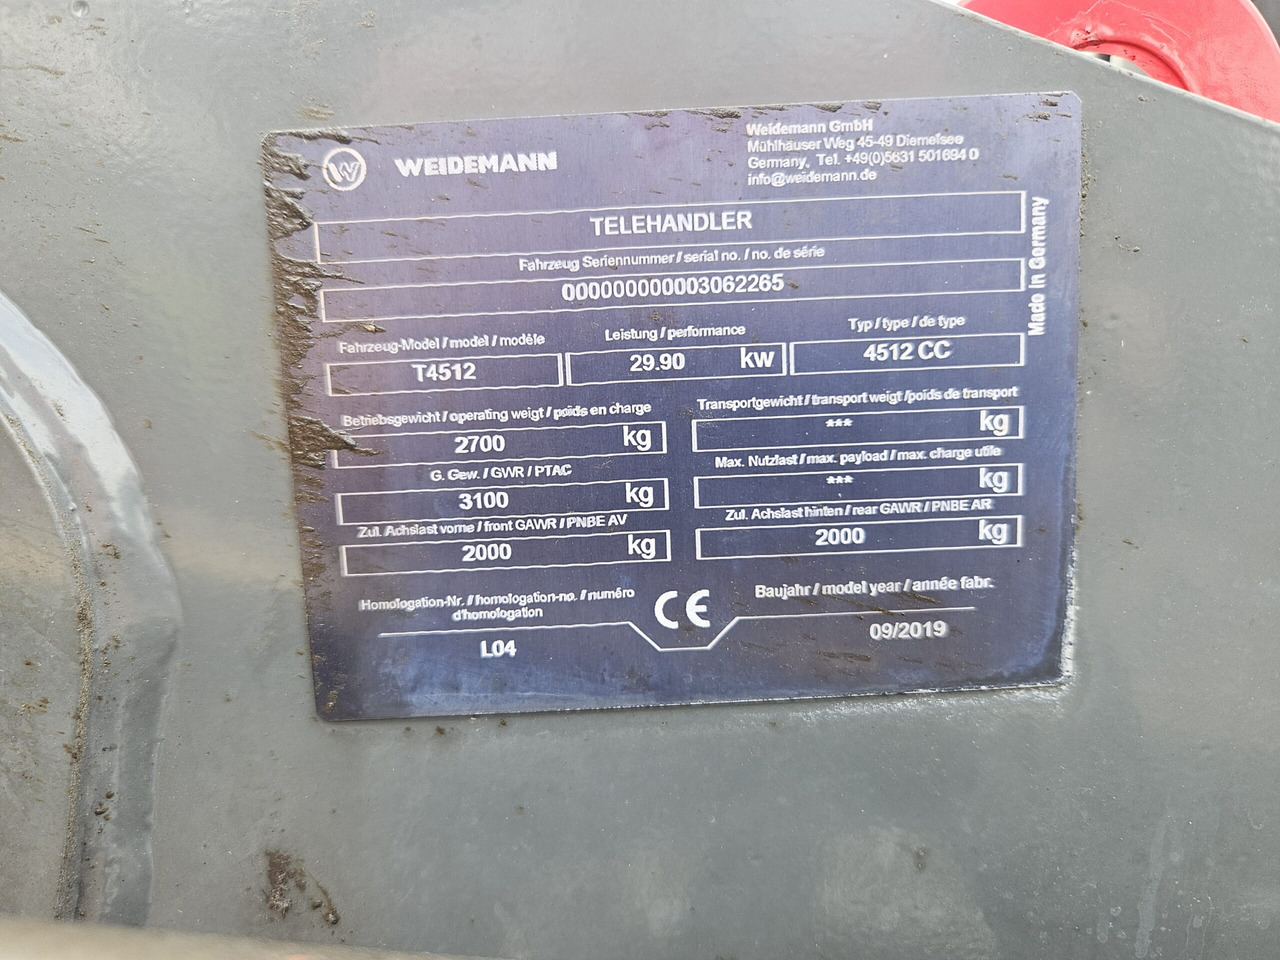 W WEIDEMANN
Weidemann GmbH
Mühlhäuser Weg 45-49 Diemelsee
Germany, Tel. +49(0)5631 501694 0
info@weidemann.de
TELEHANDLER
Made in Germany
Fahrzeug Seriennummer / serial no. / no. de série
000000000003062265
Fahrzeug-Model / model / modèle
Leistung / performance
Typ / type / de type
T4512
29.90 kw
4512 CC
Betriebsgewicht / operating weigt / poids en charge
Transportgewicht / transport weigt /poids de transport
2700 kg
*** kg
G. Gew. / GWR / PTAC
Max. Nutzlast / max. payload / max. charge utile
3100 kg
*** kg
Zul. Achslast vorne / front GAWR / PNBE AV
Zul. Achslast hinten / rear GAWR / PNBE AR
2000 kg
2000 kg
Homologation-Nr. / homologation-no. / numéro
d'homologation
CE
Baujahr / model year / année fabr.
L04
09/2019